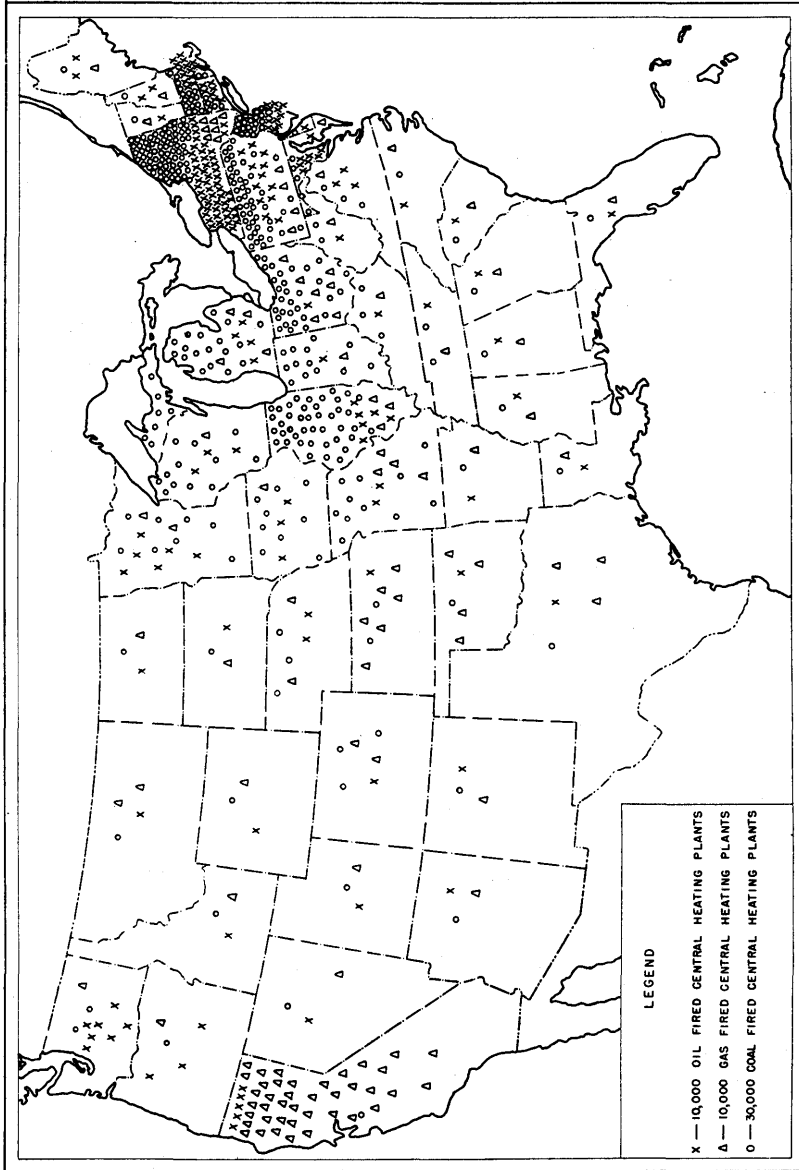 LEGEND
X — 10,000 OIL FIRED CENTRAL HEATING PLANTS
Δ — 10,000 GAS FIRED CENTRAL HEATING PLANTS
O — 30,000 COAL FIRED CENTRAL HEATING PLANTS